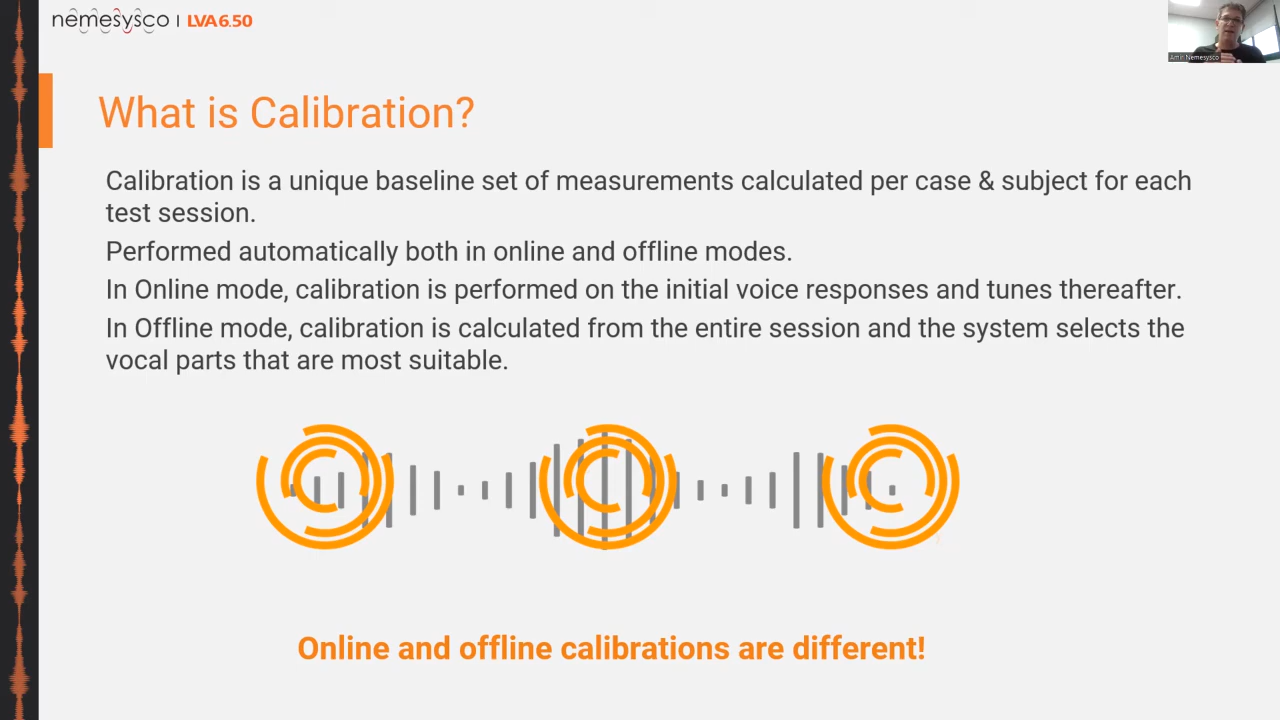 nemesysco | LVA6.50
Amir Nemesysco
What is Calibration?
Calibration is a unique baseline set of measurements calculated per case & subject for each
test session.
Performed automatically both in online and offline modes.
In Online mode, calibration is performed on the initial voice responses and tunes thereafter.
In Offline mode, calibration is calculated from the entire session and the system selects the
vocal parts that are most suitable.
Online and offline calibrations are different!